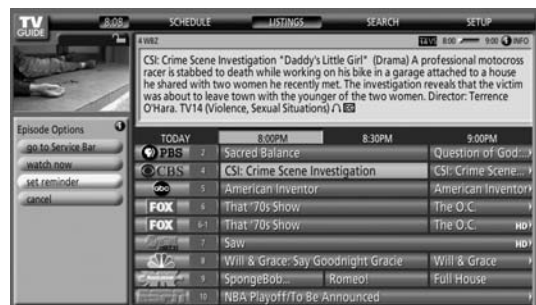 TV GUIDE
8:08
SCHEDULE LISTINGS SEARCH SETUP
4 WBZ 8:00 9:00 INFO
CSI: Crime Scene Investigation "Daddy's Little Girl" (Drama) A professional motocross
racer is stabbed to death while working on his bike in a garage attached to a house
he shared with two women he recently met. The investigation reveals that the victim
was about to leave town with the younger of the two women. Director: Terrence
O'Hara. TV14 (Violence, Sexual Situations)
Episode Options
go to Service Bar
watch now
set reminder
cancel
TODAY 8:00PM 8:30PM 9:00PM
PBS 2 Sacred Balance Question of God:...
CBS 4 CSI: Crime Scene Investigation CSI: Crime Scene...
abc 5 American Inventor American Inventor
FOX 6 That '70s Show The O.C.
FOX 6-1 That '70s Show The O.C. HD
7 Saw HD
8 Will & Grace: Say Goodnight Gracie Will & Grace
9 SpongeBob... Romeo! Full House
10 NBA Playoff/To Be Announced